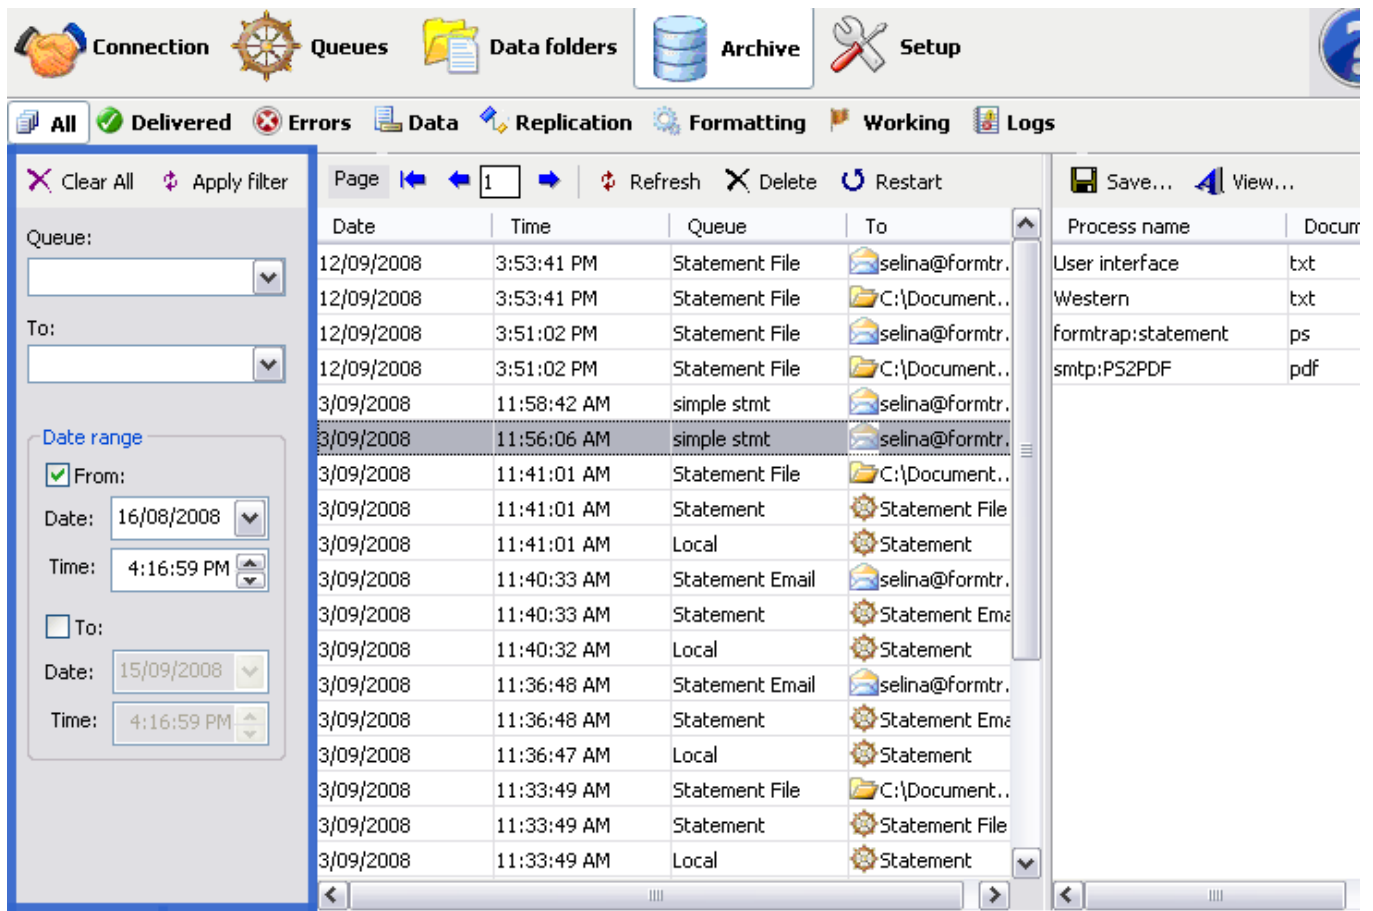 Connection Queues Data folders Archive Setup
All Delivered Errors Data Replication Formatting Working Logs
Clear All Apply filter
Queue:
To:
Date range
From:
Date: 16/08/2008
Time: 4:16:59 PM
To:
Date: 15/09/2008
Time: 4:16:59 PM
Page 1 Refresh Delete Restart
Date Time Queue To
12/09/2008 3:53:41 PM Statement File selina@formtr.
12/09/2008 3:53:41 PM Statement File C:\Document..
12/09/2008 3:51:02 PM Statement File selina@formtr.
12/09/2008 3:51:02 PM Statement File C:\Document..
3/09/2008 11:58:42 AM simple stmt selina@formtr.
3/09/2008 11:56:06 AM simple stmt selina@formtr.
3/09/2008 11:41:01 AM Statement File C:\Document..
3/09/2008 11:41:01 AM Statement Statement File
3/09/2008 11:41:01 AM Local Statement
3/09/2008 11:40:33 AM Statement Email selina@formtr.
3/09/2008 11:40:33 AM Statement Statement Ema
3/09/2008 11:40:32 AM Local Statement
3/09/2008 11:36:48 AM Statement Email selina@formtr.
3/09/2008 11:36:48 AM Statement Statement Ema
3/09/2008 11:36:47 AM Local Statement
3/09/2008 11:33:49 AM Statement File C:\Document..
3/09/2008 11:33:49 AM Statement Statement File
3/09/2008 11:33:49 AM Local Statement
Save... View...
Process name Docum
User interface txt
Western txt
formtrap:statement ps
smtp:PS2PDF pdf